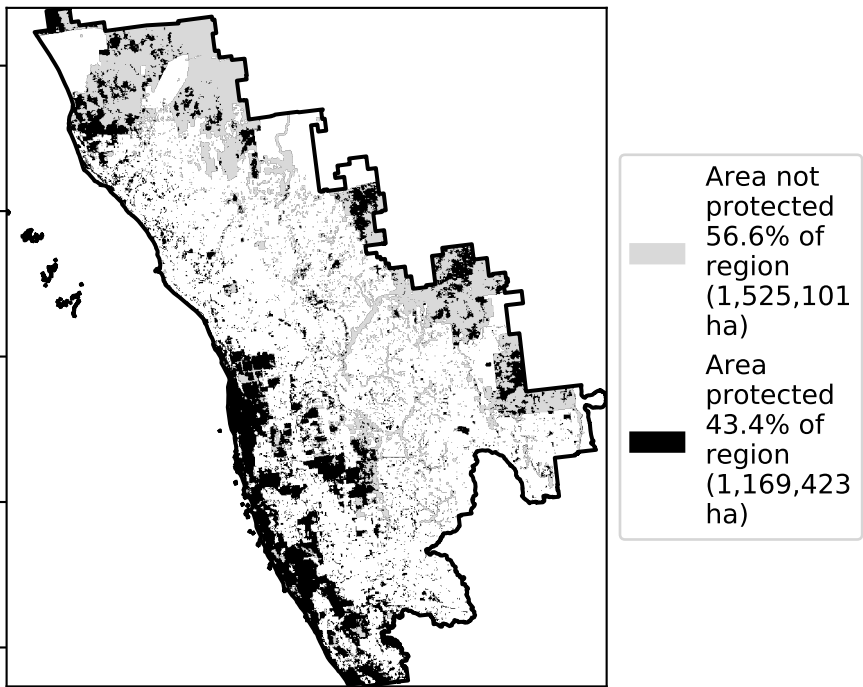 Area not
protected
56.6% of
region
(1,525,101
ha)
Area
protected
43.4% of
region
(1,169,423
ha)